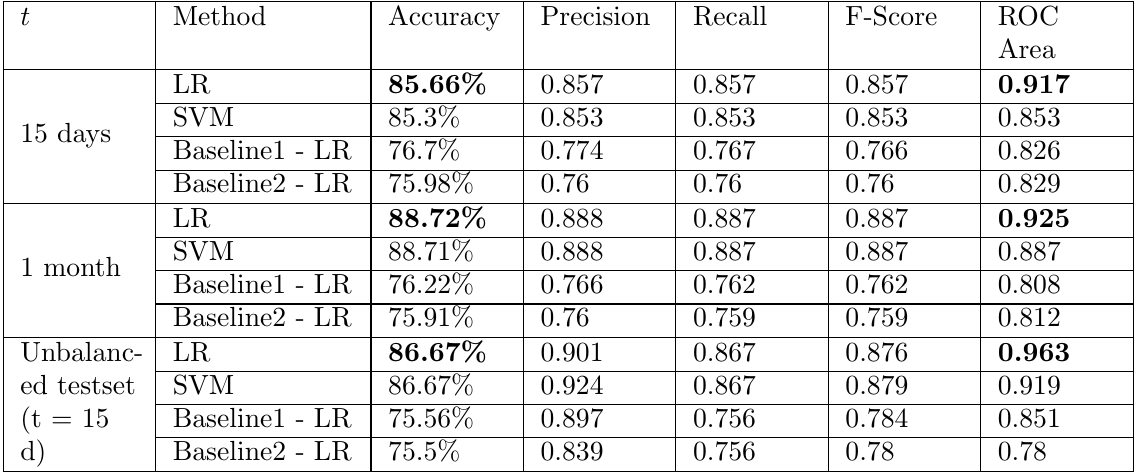 t Method Accuracy Precision Recall F-Score ROC
Area
15 days
LR 85.66% 0.857 0.857 0.857 0.917
SVM 85.3% 0.853 0.853 0.853 0.853
Baseline1 - LR 76.7% 0.774 0.767 0.766 0.826
Baseline2 - LR 75.98% 0.76 0.76 0.76 0.829
1 month
LR 88.72% 0.888 0.887 0.887 0.925
SVM 88.71% 0.888 0.887 0.887 0.887
Baseline1 - LR 76.22% 0.766 0.762 0.762 0.808
Baseline2 - LR 75.91% 0.76 0.759 0.759 0.812
Unbalanc- LR 86.67% 0.901 0.867 0.876 0.963
ed testset SVM 86.67% 0.924 0.867 0.879 0.919
(t = 15 Baseline1 - LR 75.56% 0.897 0.756 0.784 0.851
d) Baseline2 - LR 75.5% 0.839 0.756 0.78 0.78